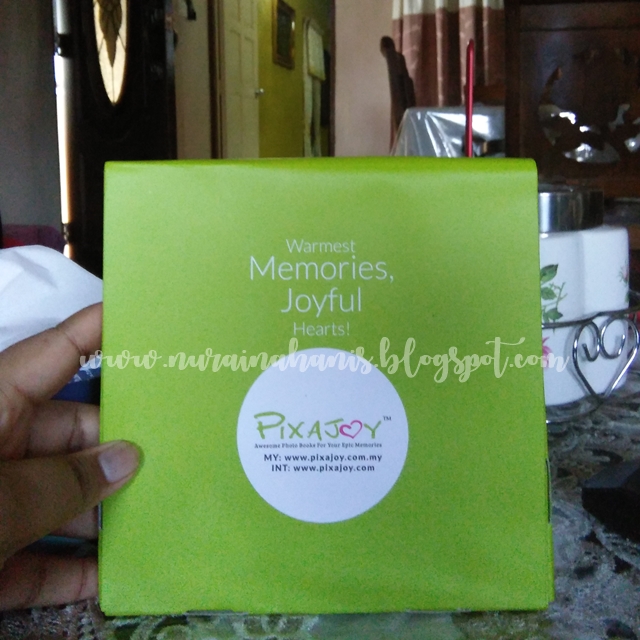 Warmest
Memories,
Joyful
Hearts!
www.nurainahanis.blogspot.com
PIXAJOY™
Awesome Photo Books For Your Epic Memories
MY: www.pixajoy.com.my
INT: www.pixajoy.com